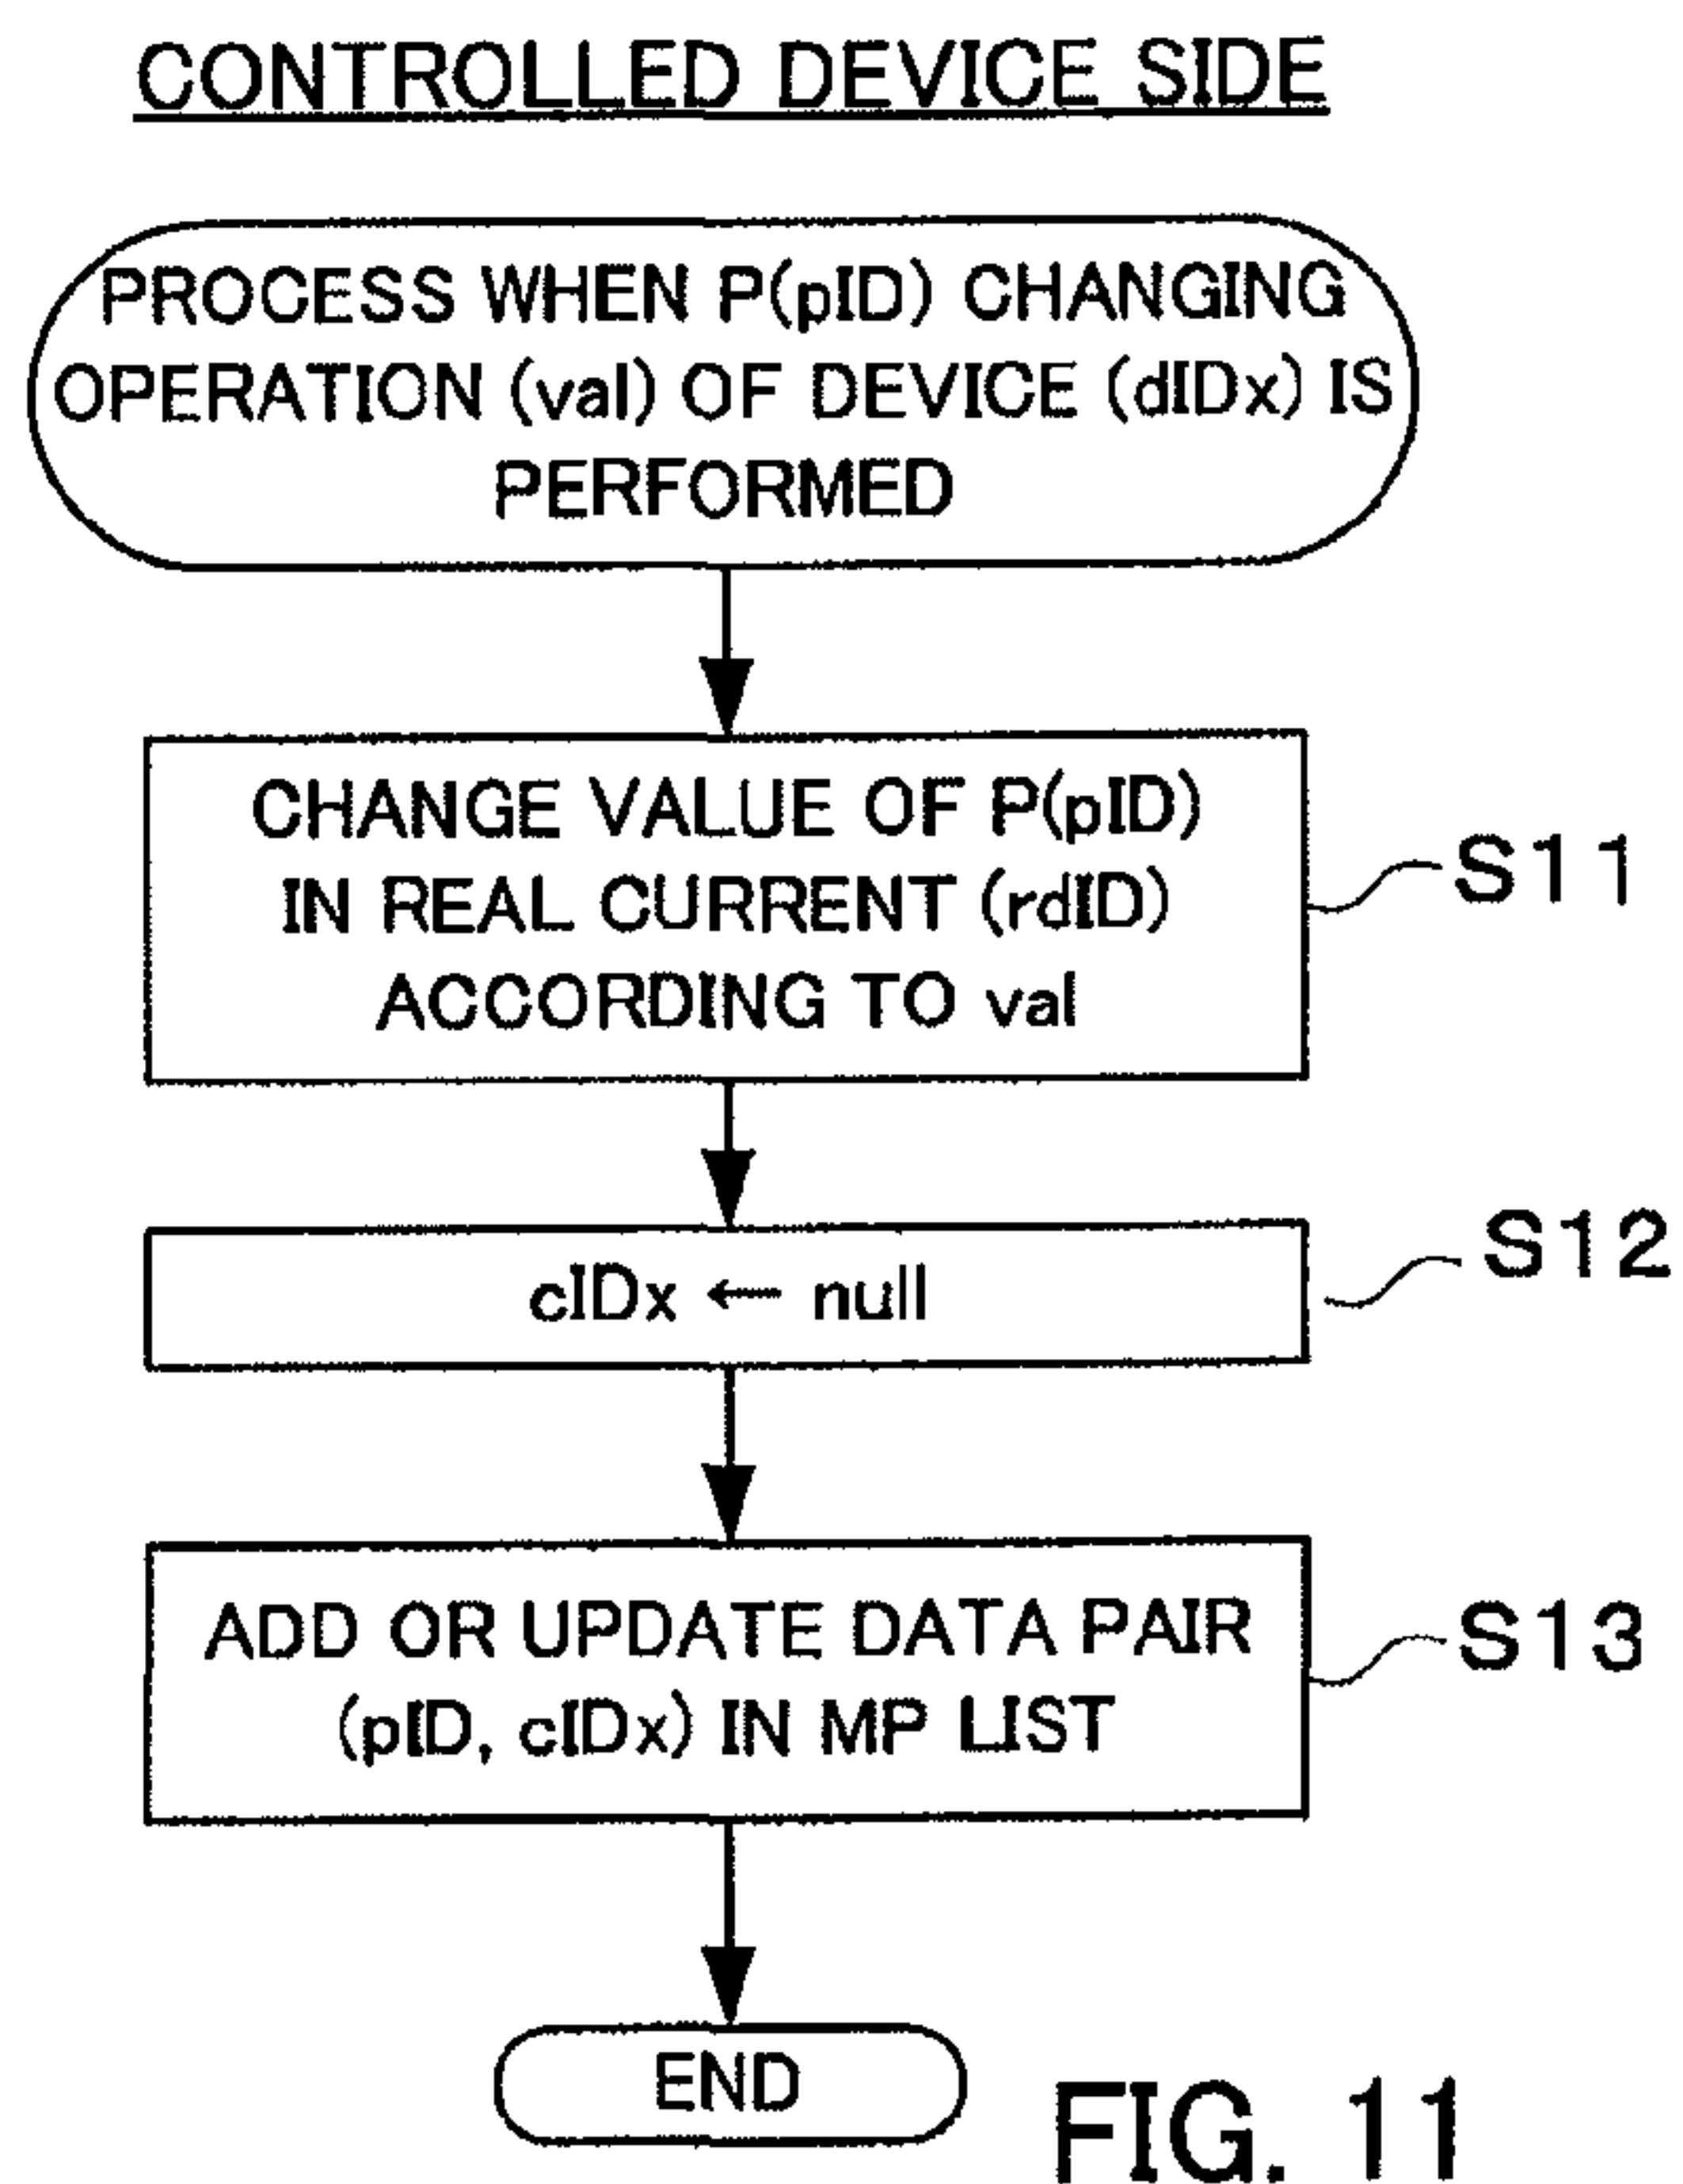 CONTROLLED DEVICE SIDE
PROCESS WHEN P(pID) CHANGING
OPERATION (val) OF DEVICE (dIDx) IS
PERFORMED
CHANGE VALUE OF P(pID)
IN REAL CURRENT (rdID)
ACCORDING TO val
S11
cIDx ← null
S12
ADD OR UPDATE DATA PAIR
(pID, cIDx) IN MP LIST
S13
END
FIG. 11